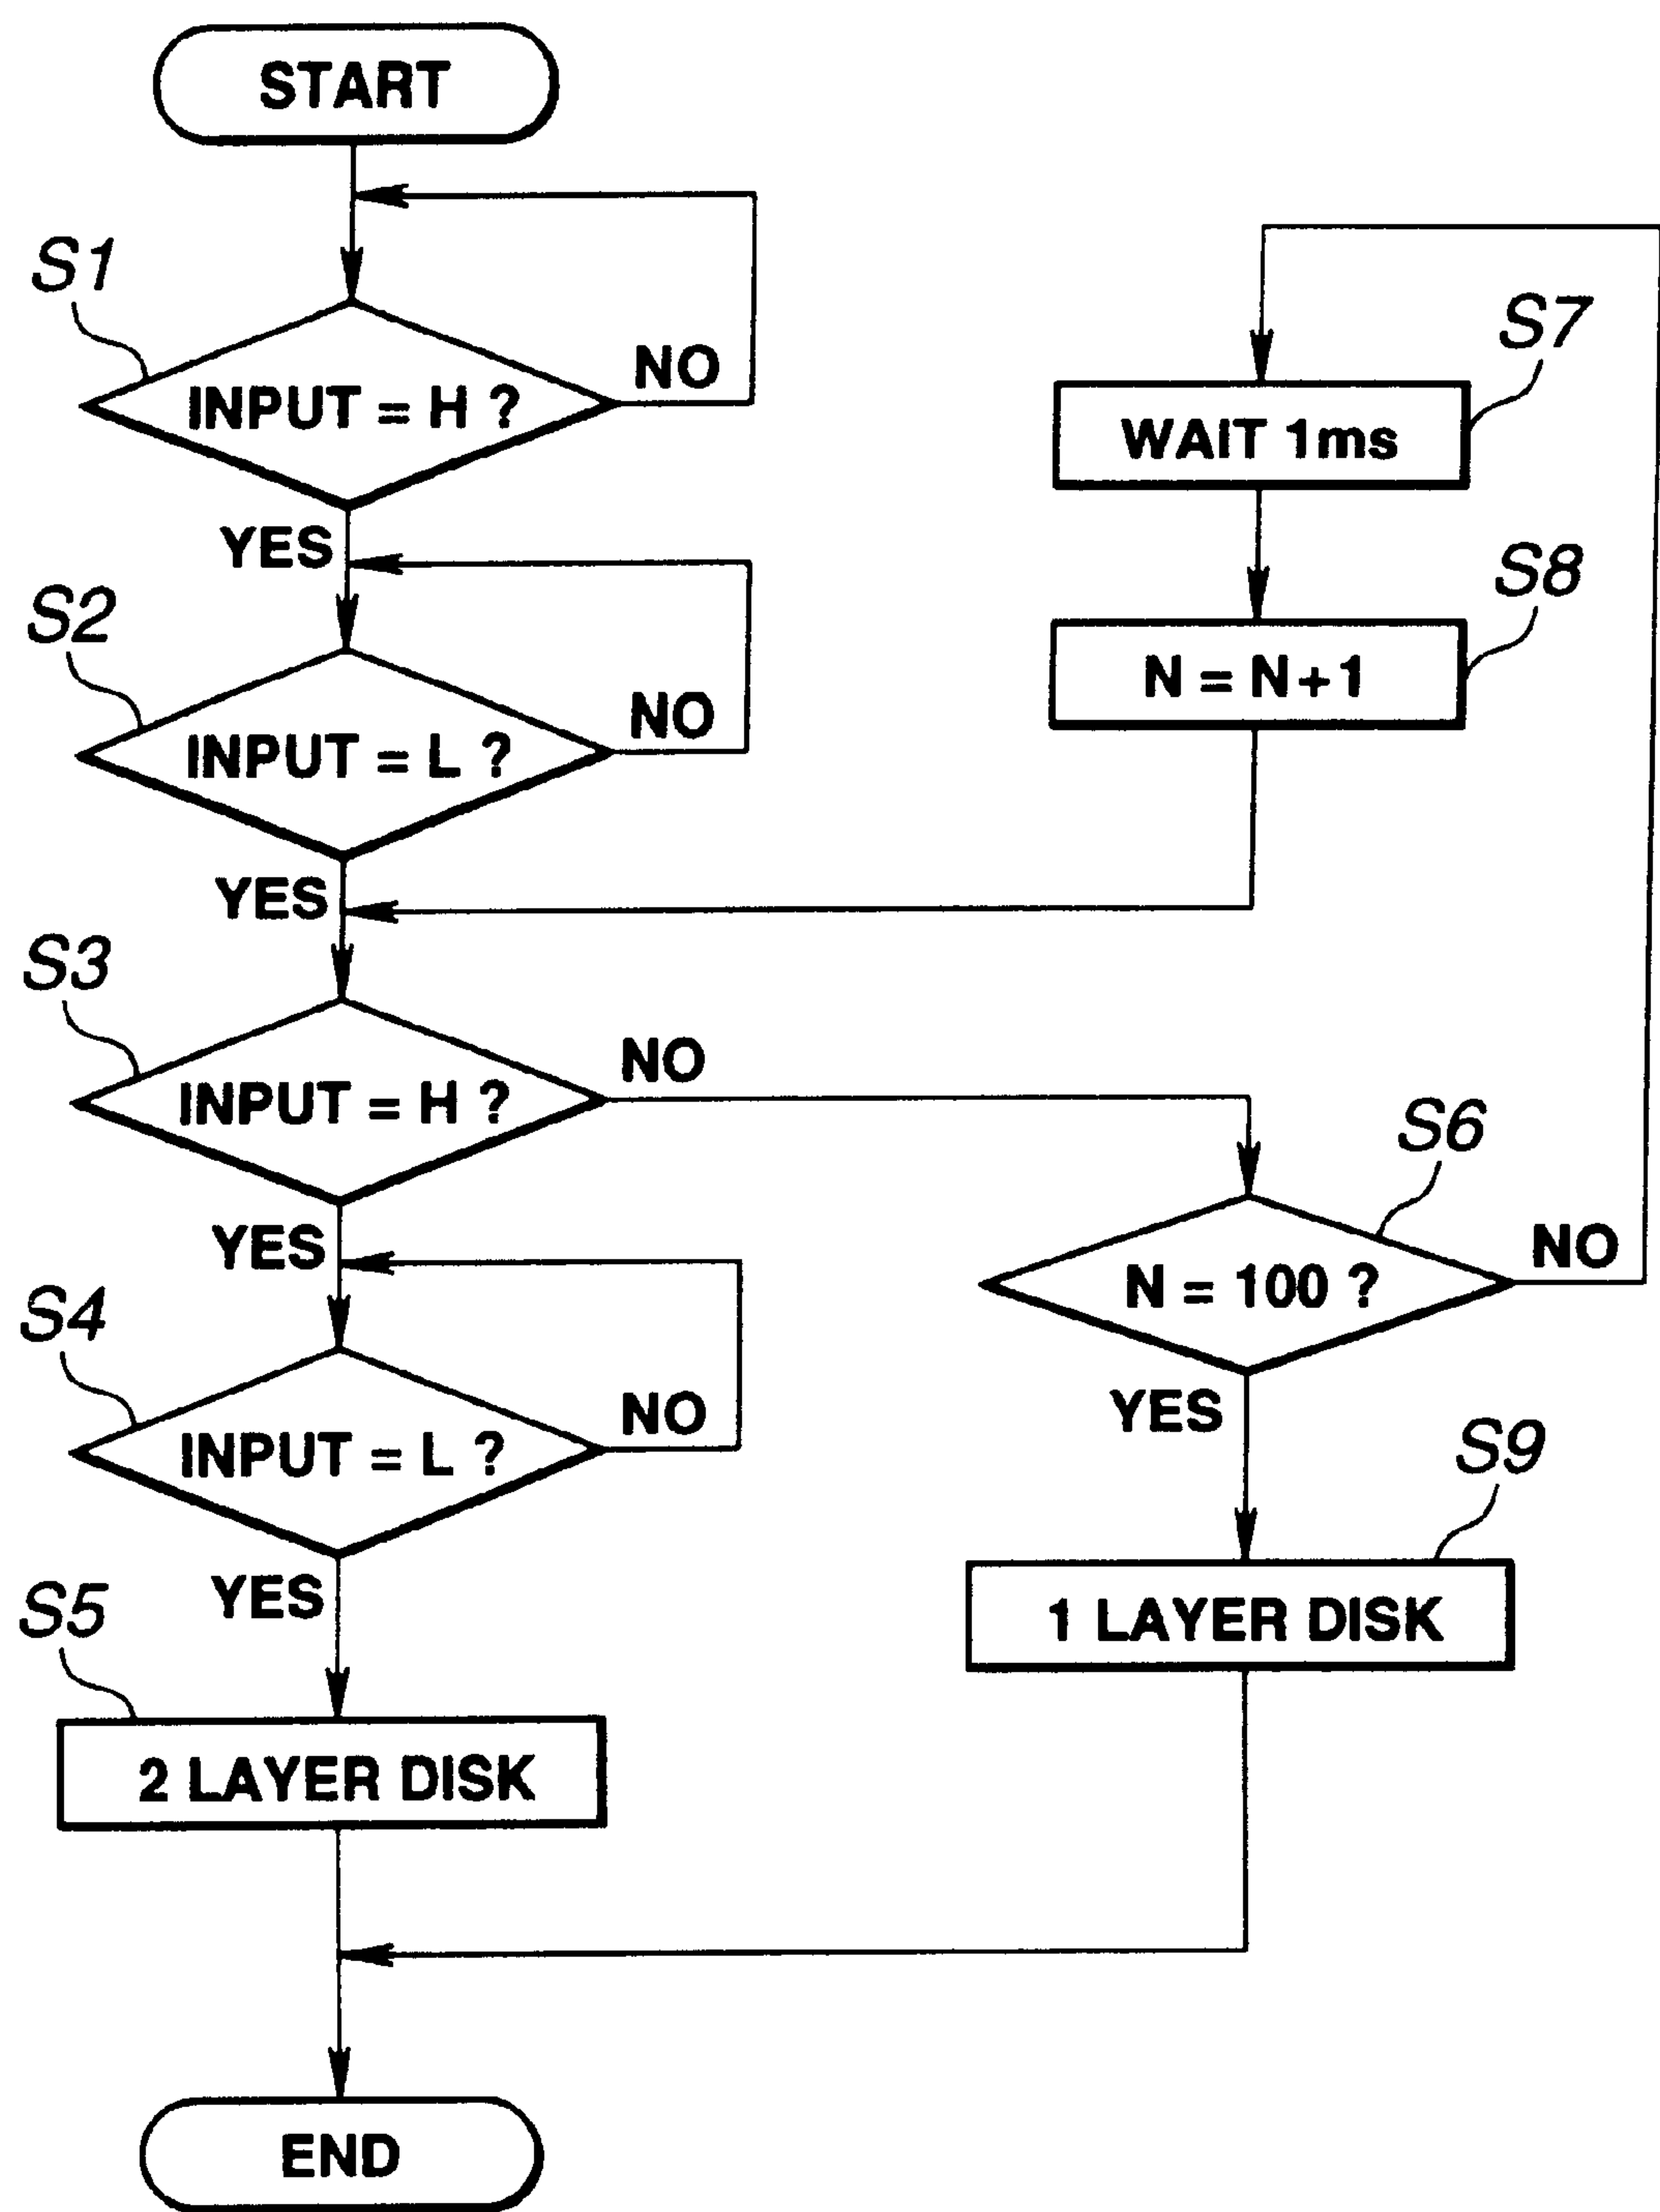 START
S1
INPUT = H ?
NO
YES
S2
INPUT = L ?
NO
YES
S3
INPUT = H ?
NO
YES
S4
INPUT = L ?
NO
YES
S5
2 LAYER DISK
S7
WAIT 1ms
S8
N = N+1
S6
N = 100 ?
NO
YES
S9
1 LAYER DISK
END